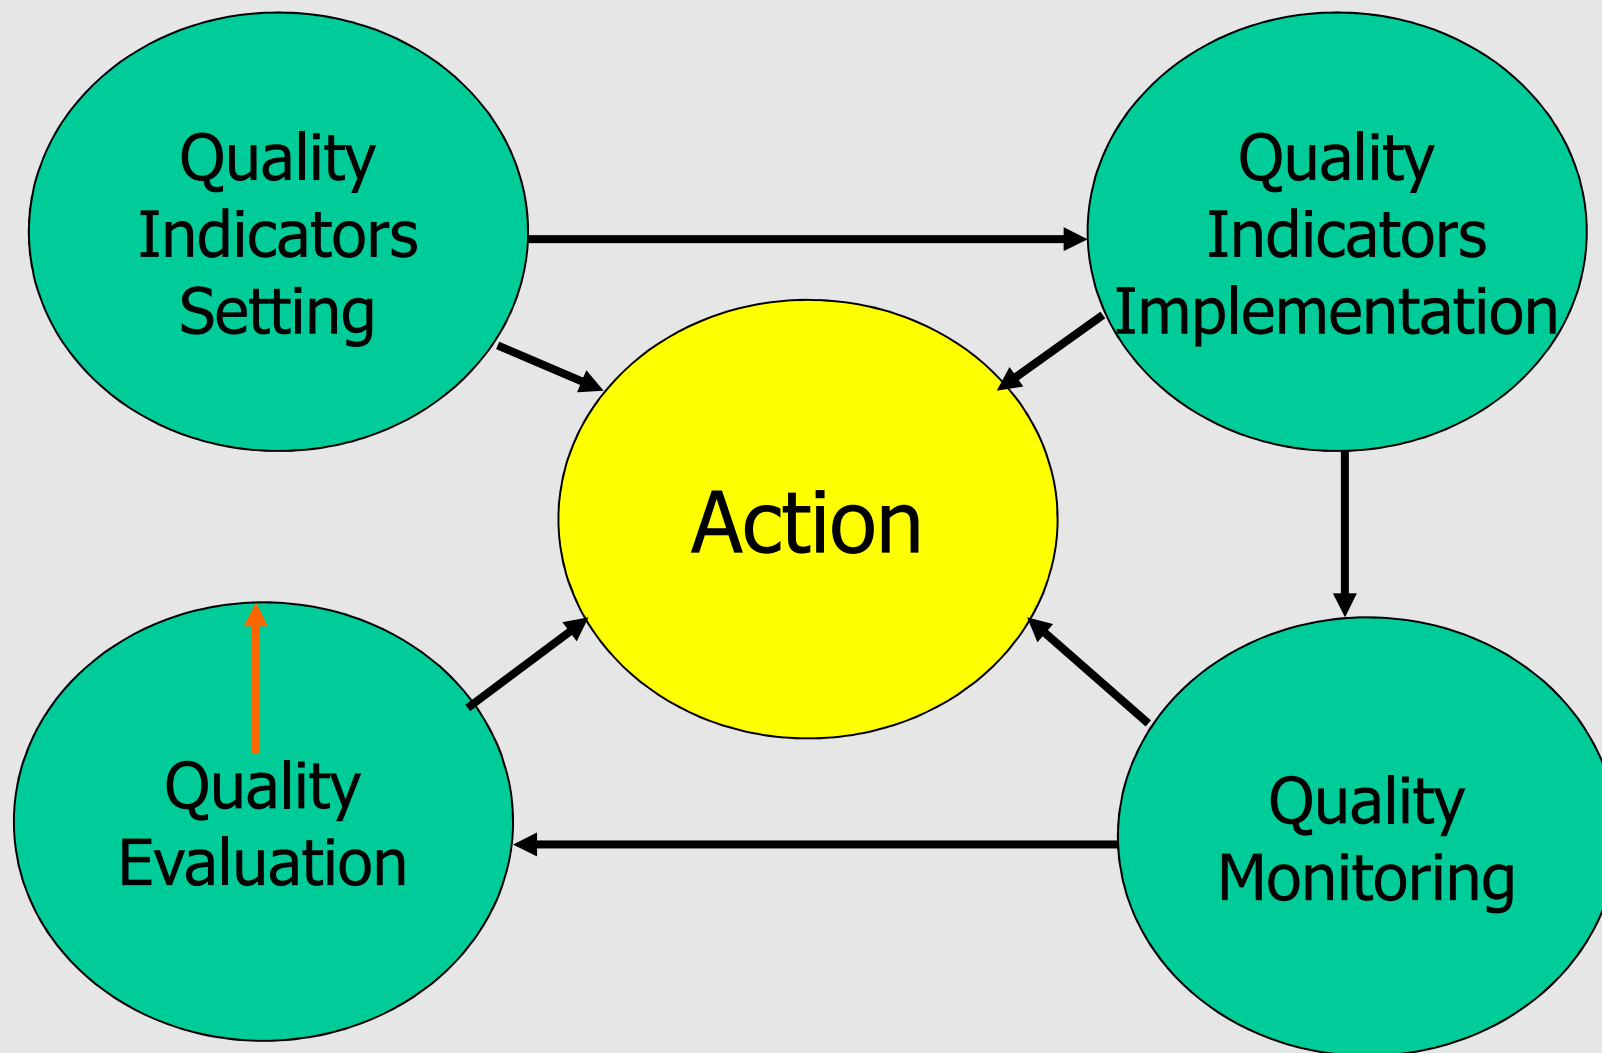 Quality
Indicators
Setting
Quality
Indicators
Implementation
Action
Quality
Evaluation
Quality
Monitoring